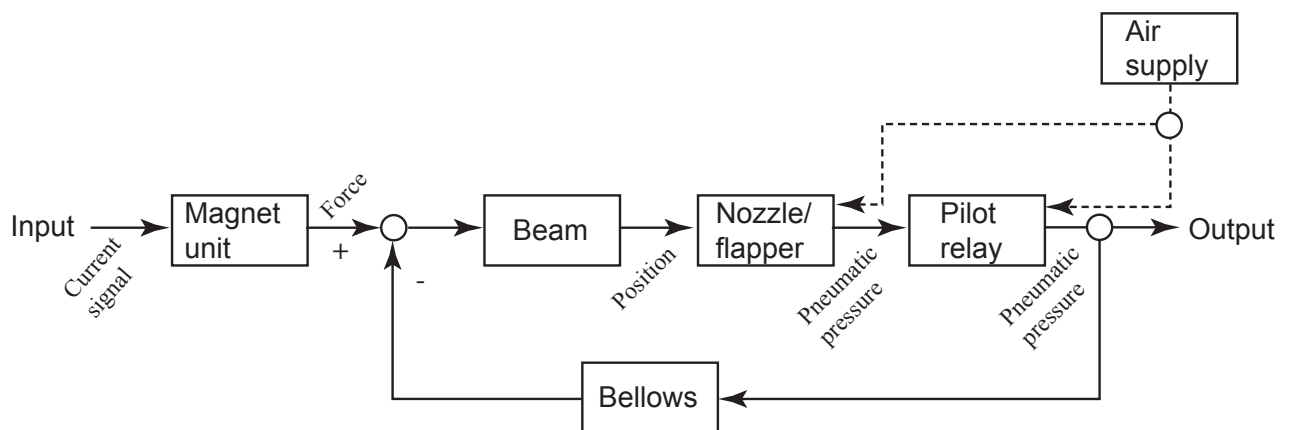 Air
supply
Input
Current
signal
Magnet
unit
Force
+
-
Beam
Position
Nozzle/
flapper
Pneumatic
pressure
Pilot
relay
Pneumatic
pressure
Output
Bellows